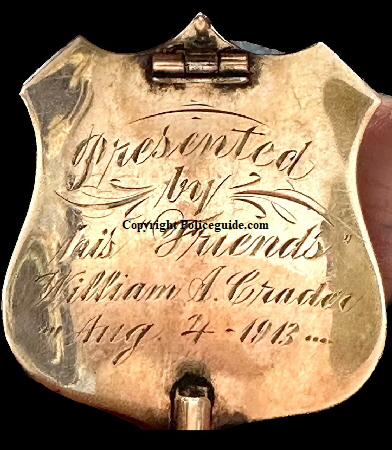 Presented
by
Copyright Policeguide.com
his "Friends"
William A. Crader
Aug. 4 - 1913